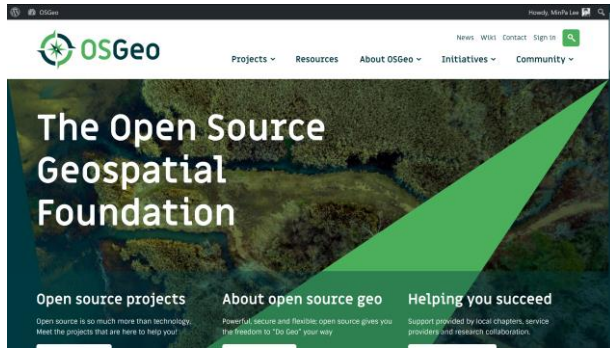 OSGeo
Howdy, MinPa Lee
OSGeo
News Wiki Contact Sign In
Projects Resources About OSGeo Initiatives Community
The Open Source
Geospatial
Foundation
Open source projects
Open source is so much more than technology.
Meet the projects that are here to help you!
About open source geo
Powerful, secure and flexible; open source gives you
the freedom to "Do Geo" your way
Helping you succeed
Support provided by local chapters, service
providers and research collaboration.